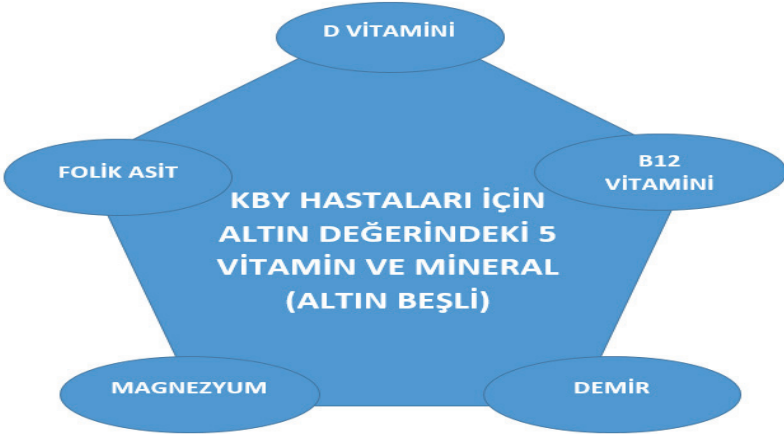 D VİTAMİNİ
FOLİK ASİT
B12
VİTAMİNİ
KBY HASTALARI İÇİN
ALTIN DEĞERİNDEKİ 5
VİTAMİN VE MİNERAL
(ALTIN BEŞLİ)
MAGNEZYUM
DEMİR